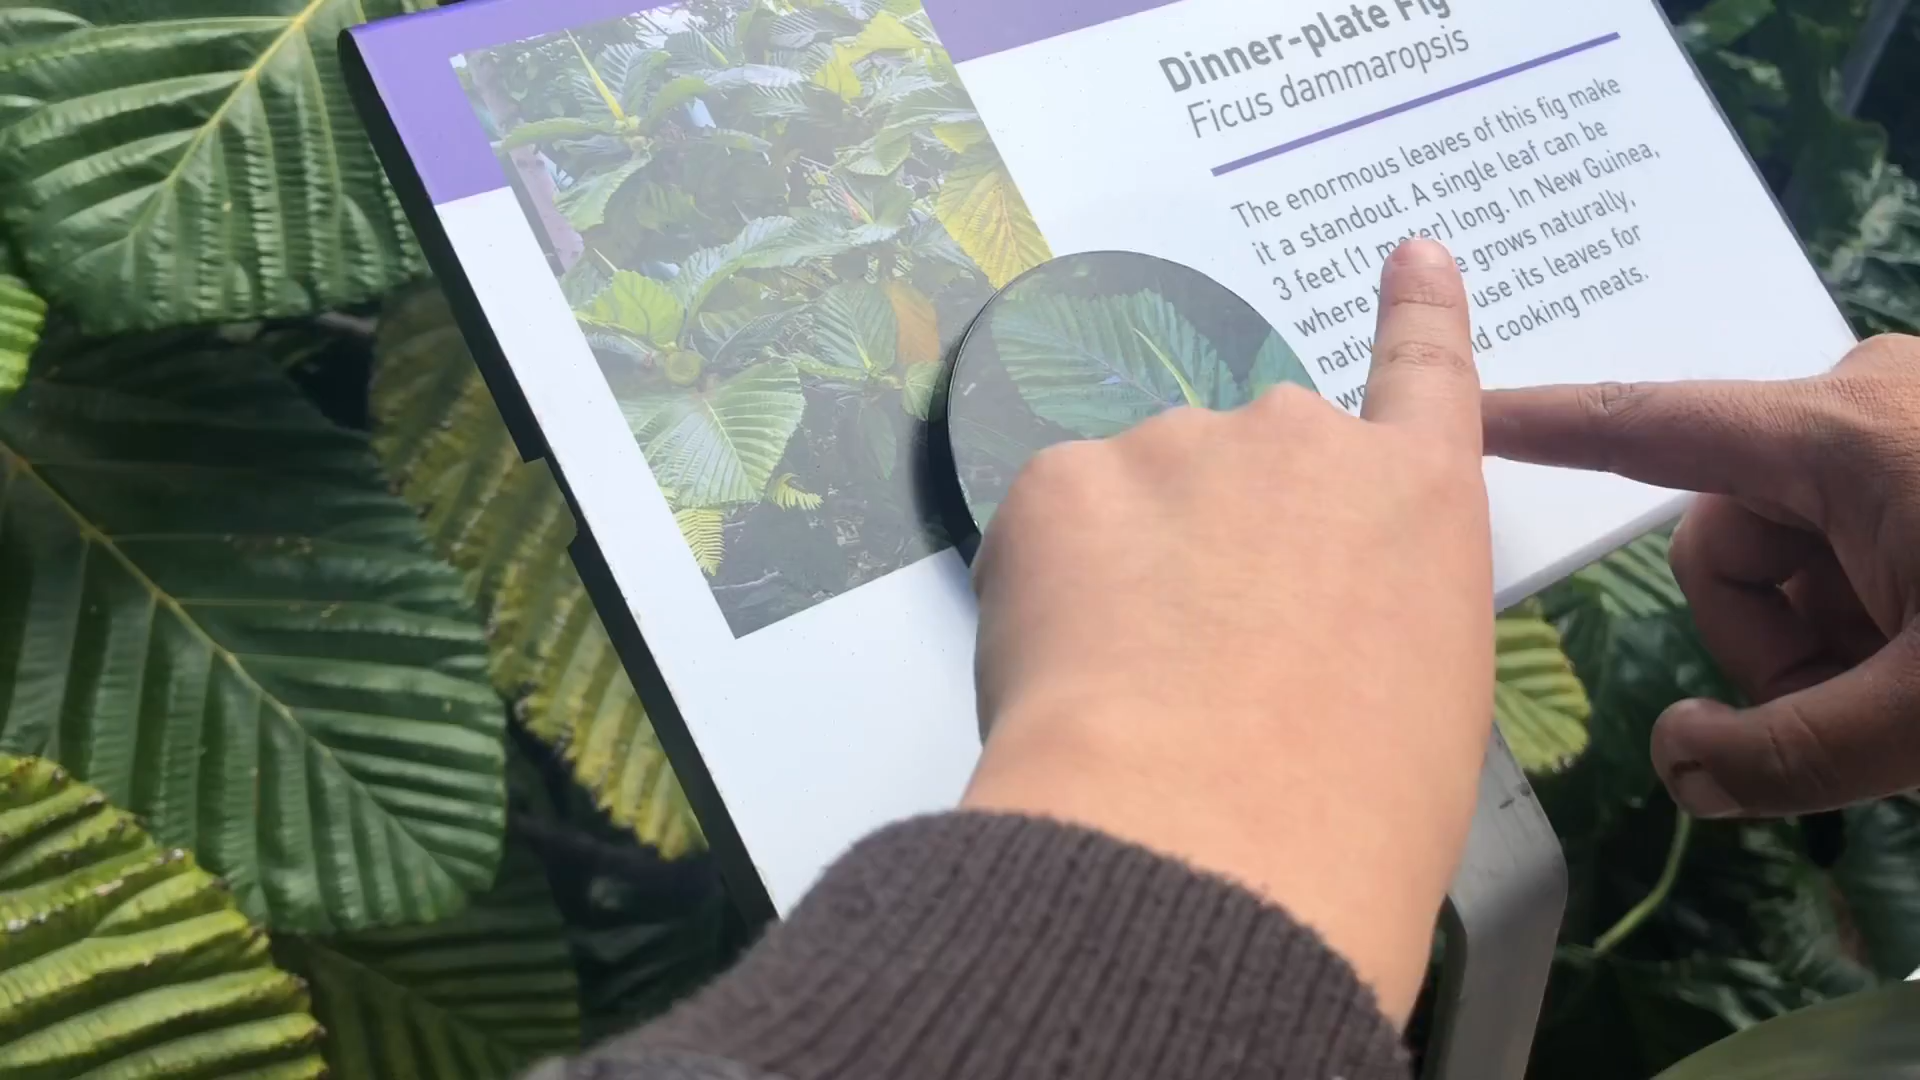 Dinner-plate Fig
Ficus dammaropsis
The enormous leaves of this fig make
it a standout. A single leaf can be
3 feet (1 meter) long. In New Guinea,
where grows naturally,
use its leaves for
cooking meats.